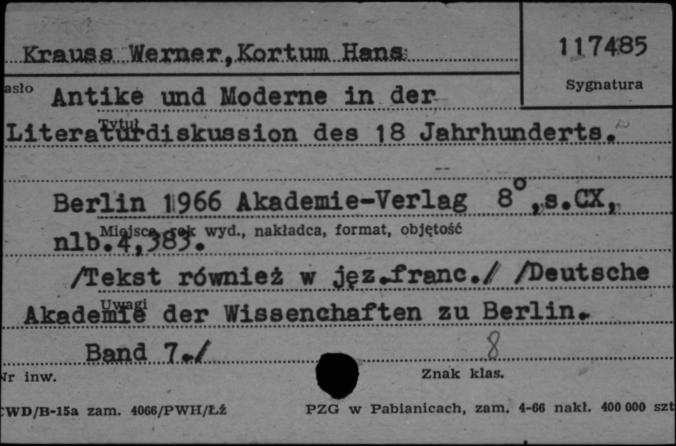 Krauss Werner,Kortum Hans
117485
Sygnatura
asło Antike und Moderne in der
Tytuł
Literaturdiskussion des 18 Jahrhunderts.
Berlin 1966 Akademie-Verlag 8°,s.CX,
Miejsce, rok wyd., nakładca, format, objętość
nlb.4,383.
/Tekst również w jęz.franc./ /Deutsche
Uwagi
Akademie der Wissenchaften zu Berlin.
Band 7./
8
Nr inw.
Znak klas.
CWD/B-15a zam. 4066/PWH/Łź
PZG w Pabianicach, zam. 4-66 nakł. 400 000 szt